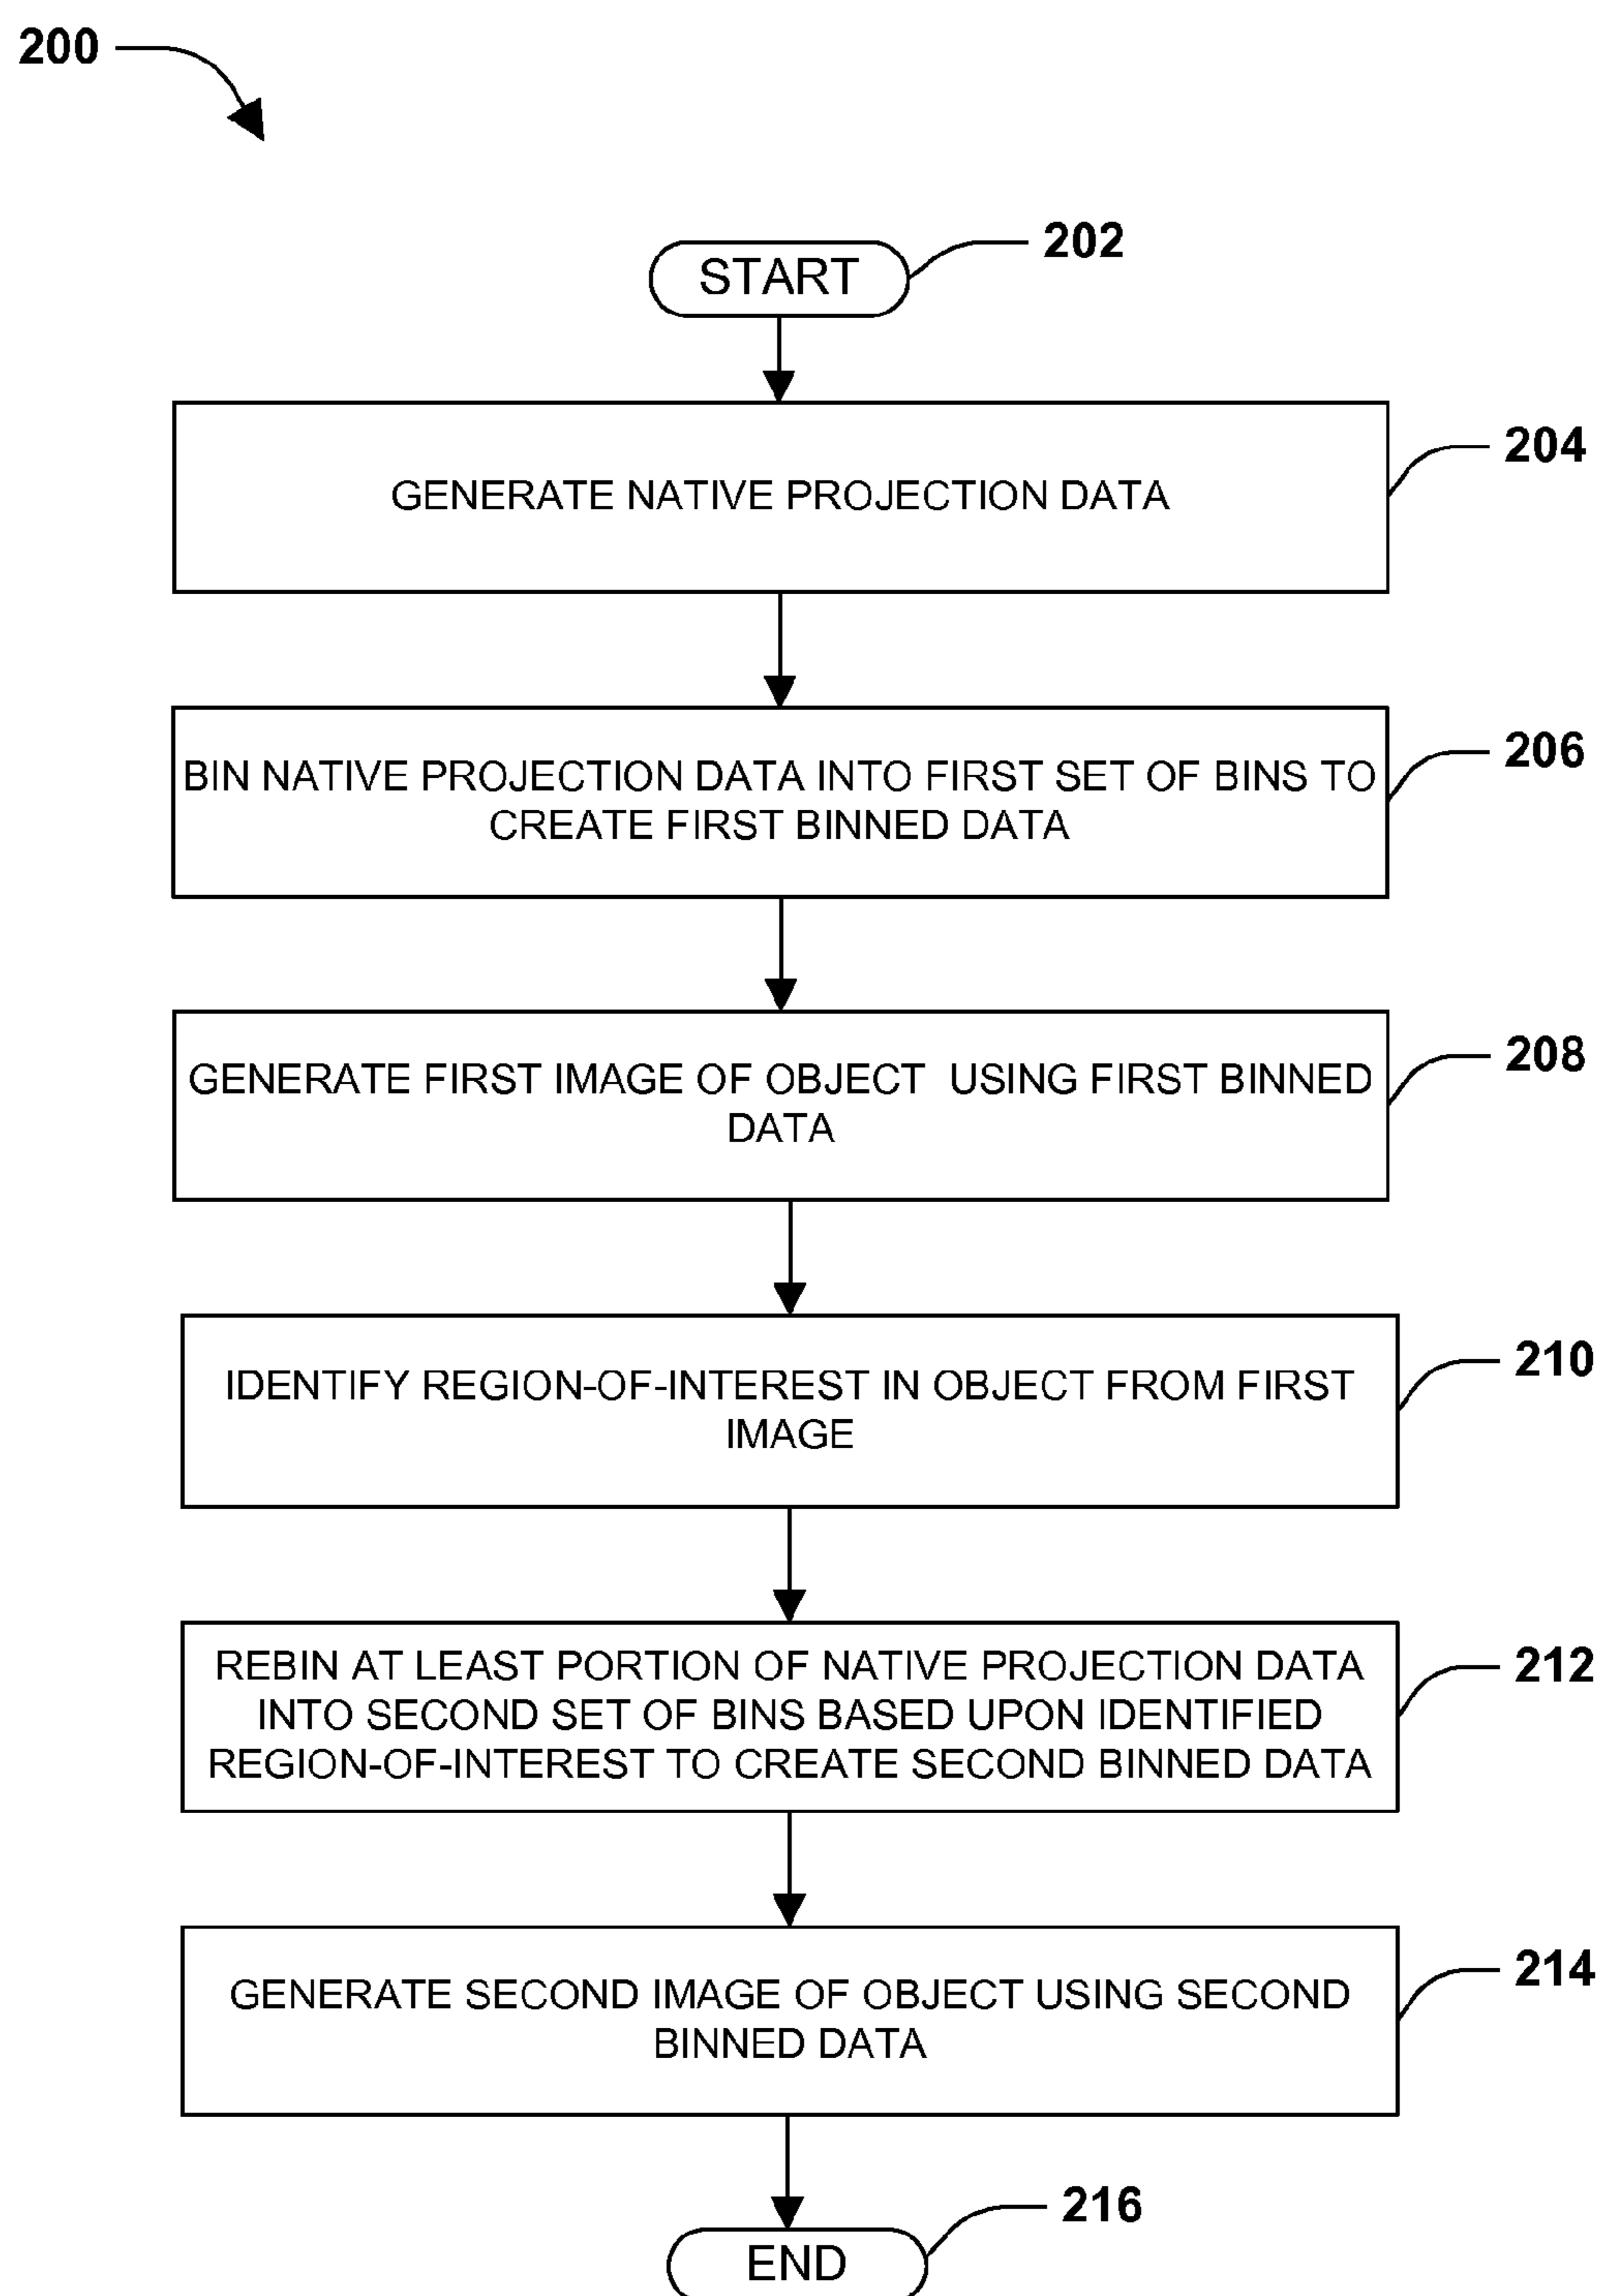 200
START
202
GENERATE NATIVE PROJECTION DATA
204
BIN NATIVE PROJECTION DATA INTO FIRST SET OF BINS TO
CREATE FIRST BINNED DATA
206
GENERATE FIRST IMAGE OF OBJECT USING FIRST BINNED
DATA
208
IDENTIFY REGION-OF-INTEREST IN OBJECT FROM FIRST
IMAGE
210
REBIN AT LEAST PORTION OF NATIVE PROJECTION DATA
INTO SECOND SET OF BINS BASED UPON IDENTIFIED
REGION-OF-INTEREST TO CREATE SECOND BINNED DATA
212
GENERATE SECOND IMAGE OF OBJECT USING SECOND
BINNED DATA
214
END
216